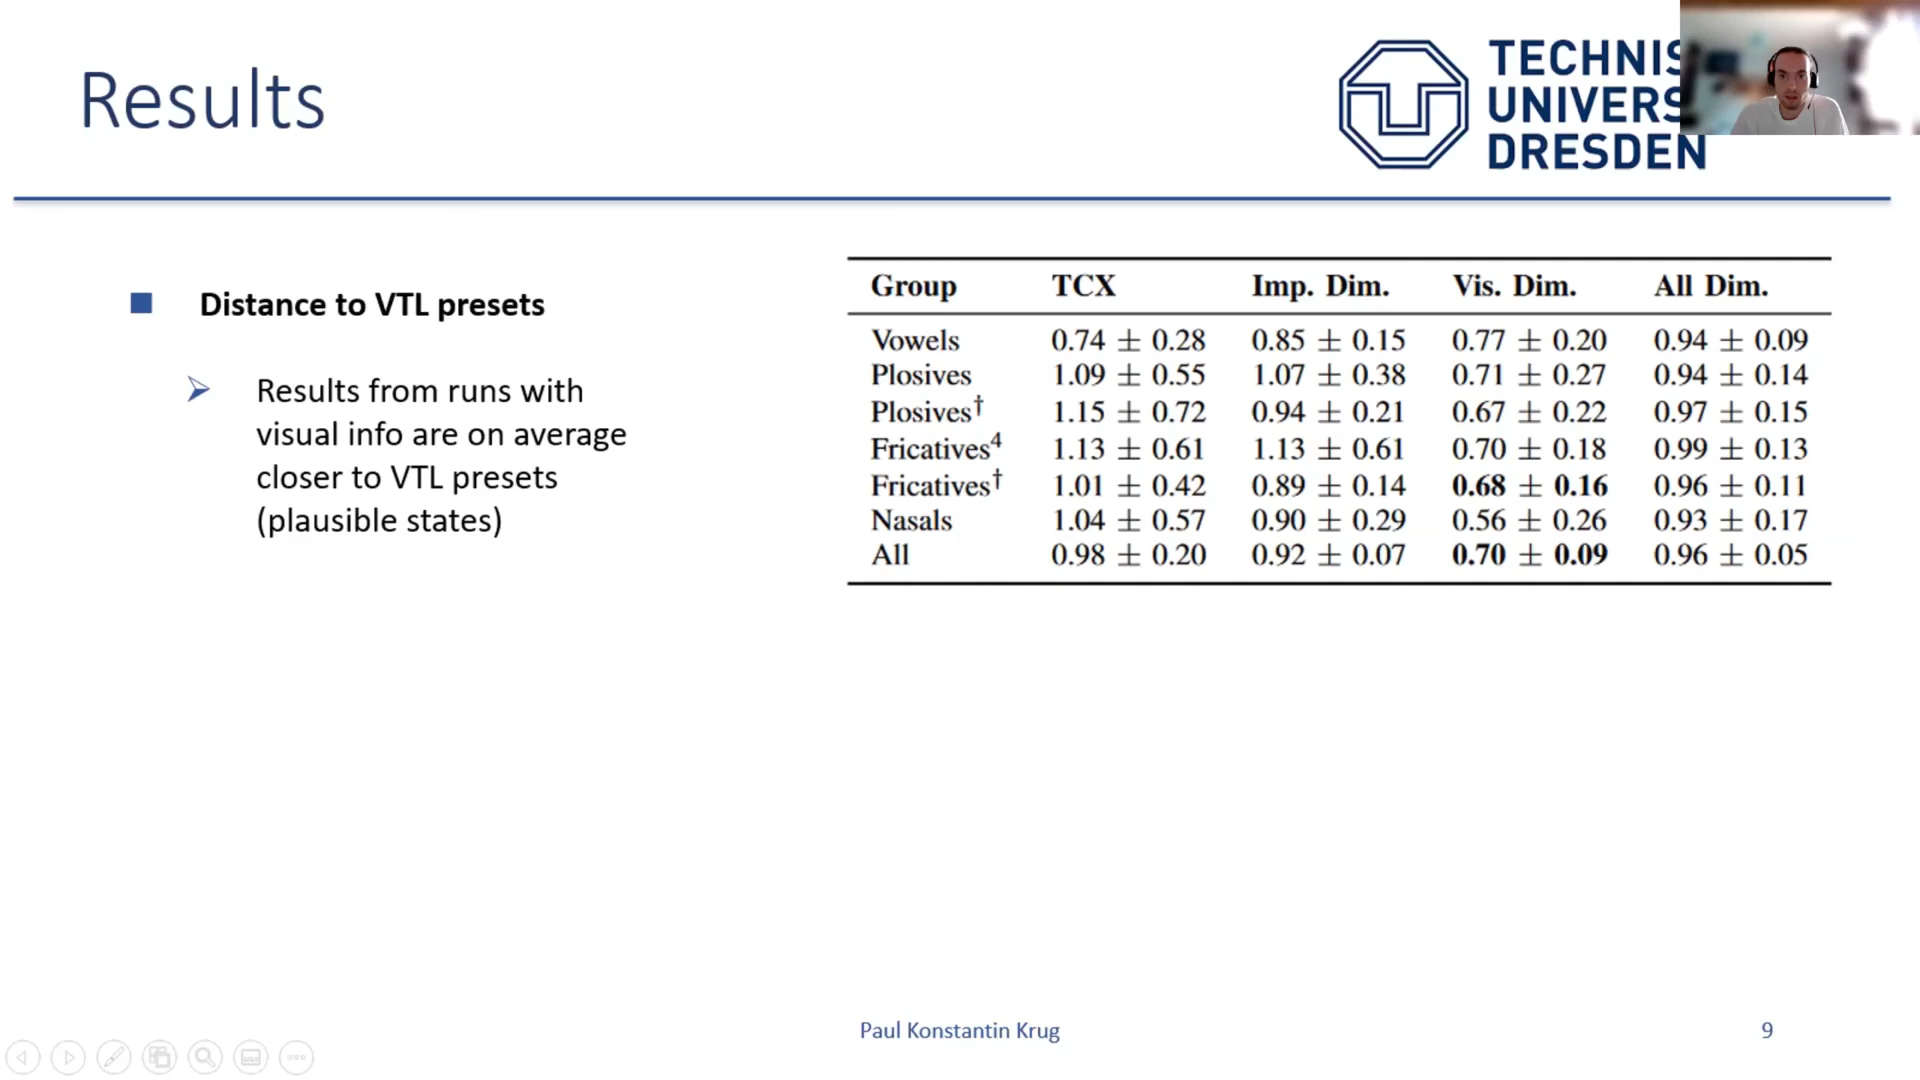 Results
TECHNIS
UNIVERS
DRESDEN
Distance to VTL presets
Results from runs with
visual info are on average
closer to VTL presets
(plausible states)
Group TCX Imp. Dim. Vis. Dim. All Dim.
Vowels 0.74 ± 0.28 0.85 ± 0.15 0.77 ± 0.20 0.94 ± 0.09
Plosives 1.09 ± 0.55 1.07 ± 0.38 0.71 ± 0.27 0.94 ± 0.14
Plosives† 1.15 ± 0.72 0.94 ± 0.21 0.67 ± 0.22 0.97 ± 0.15
Fricatives⁴ 1.13 ± 0.61 1.13 ± 0.61 0.70 ± 0.18 0.99 ± 0.13
Fricatives† 1.01 ± 0.42 0.89 ± 0.14 0.68 ± 0.16 0.96 ± 0.11
Nasals 1.04 ± 0.57 0.90 ± 0.29 0.56 ± 0.26 0.93 ± 0.17
All 0.98 ± 0.20 0.92 ± 0.07 0.70 ± 0.09 0.96 ± 0.05
Paul Konstantin Krug
9